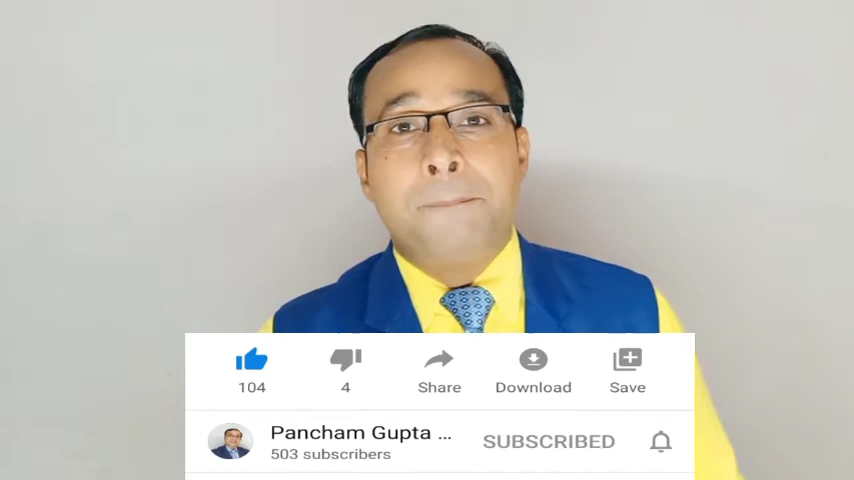 104
4
Share
Download
Save
Pancham Gupta ...
SUBSCRIBED
503 subscribers